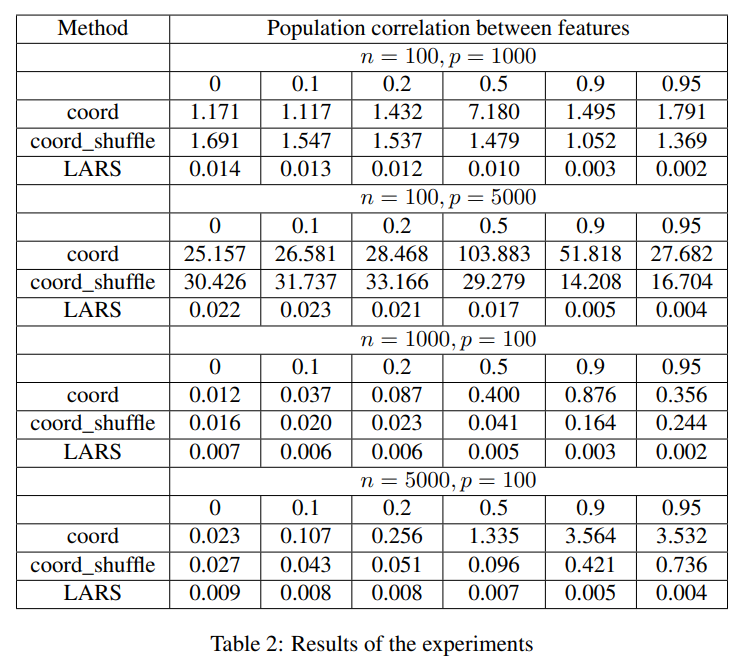 Method Population correlation between features
n = 100, p = 1000
0 0.1 0.2 0.5 0.9 0.95
coord 1.171 1.117 1.432 7.180 1.495 1.791
coord_shuffle 1.691 1.547 1.537 1.479 1.052 1.369
LARS 0.014 0.013 0.012 0.010 0.003 0.002
n = 100, p = 5000
0 0.1 0.2 0.5 0.9 0.95
coord 25.157 26.581 28.468 103.883 51.818 27.682
coord_shuffle 30.426 31.737 33.166 29.279 14.208 16.704
LARS 0.022 0.023 0.021 0.017 0.005 0.004
n = 1000, p = 100
0 0.1 0.2 0.5 0.9 0.95
coord 0.012 0.037 0.087 0.400 0.876 0.356
coord_shuffle 0.016 0.020 0.023 0.041 0.164 0.244
LARS 0.007 0.006 0.006 0.005 0.003 0.002
n = 5000, p = 100
0 0.1 0.2 0.5 0.9 0.95
coord 0.023 0.107 0.256 1.335 3.564 3.532
coord_shuffle 0.027 0.043 0.051 0.096 0.421 0.736
LARS 0.009 0.008 0.008 0.007 0.005 0.004
Table 2: Results of the experiments